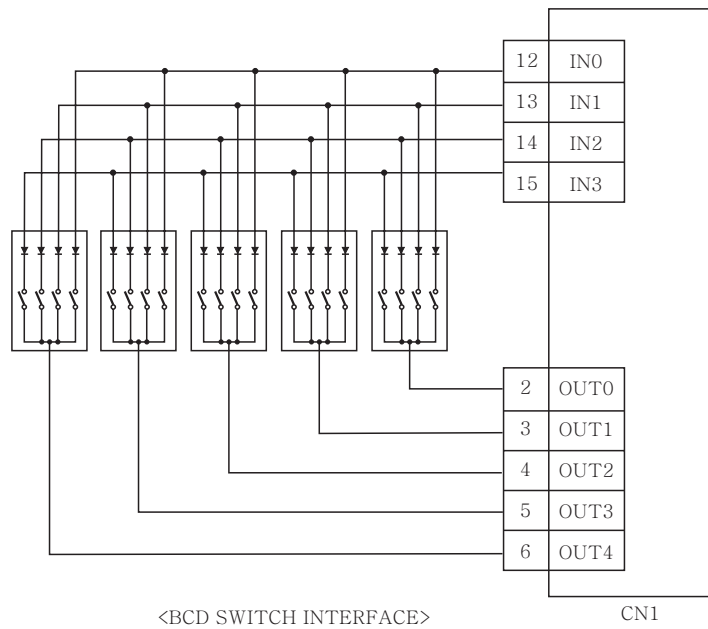 12 IN0
13 IN1
14 IN2
15 IN3
2 OUT0
3 OUT1
4 OUT2
5 OUT3
6 OUT4
<BCD SWITCH INTERFACE>
CN1